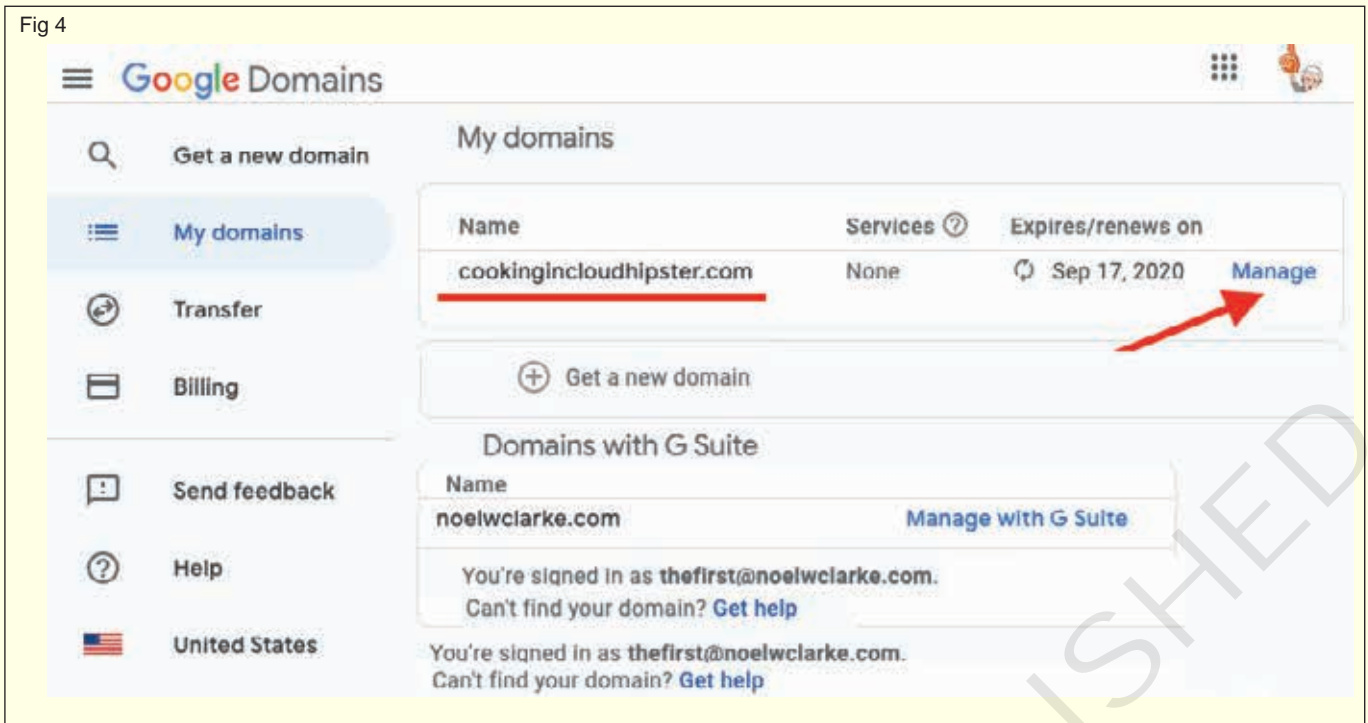 Fig 4
Google Domains
Get a new domain
My domains
Transfer
Billing
Send feedback
Help
United States
My domains
Name Services Expires/renews on
cookingincloudhipster.com None Sep 17, 2020 Manage
Get a new domain
Domains with G Suite
Name
noelwclarke.com Manage with G Suite
You're signed in as thefirst@noelwclarke.com.
Can't find your domain? Get help
You're signed in as thefirst@noelwclarke.com.
Can't find your domain? Get help
SHED